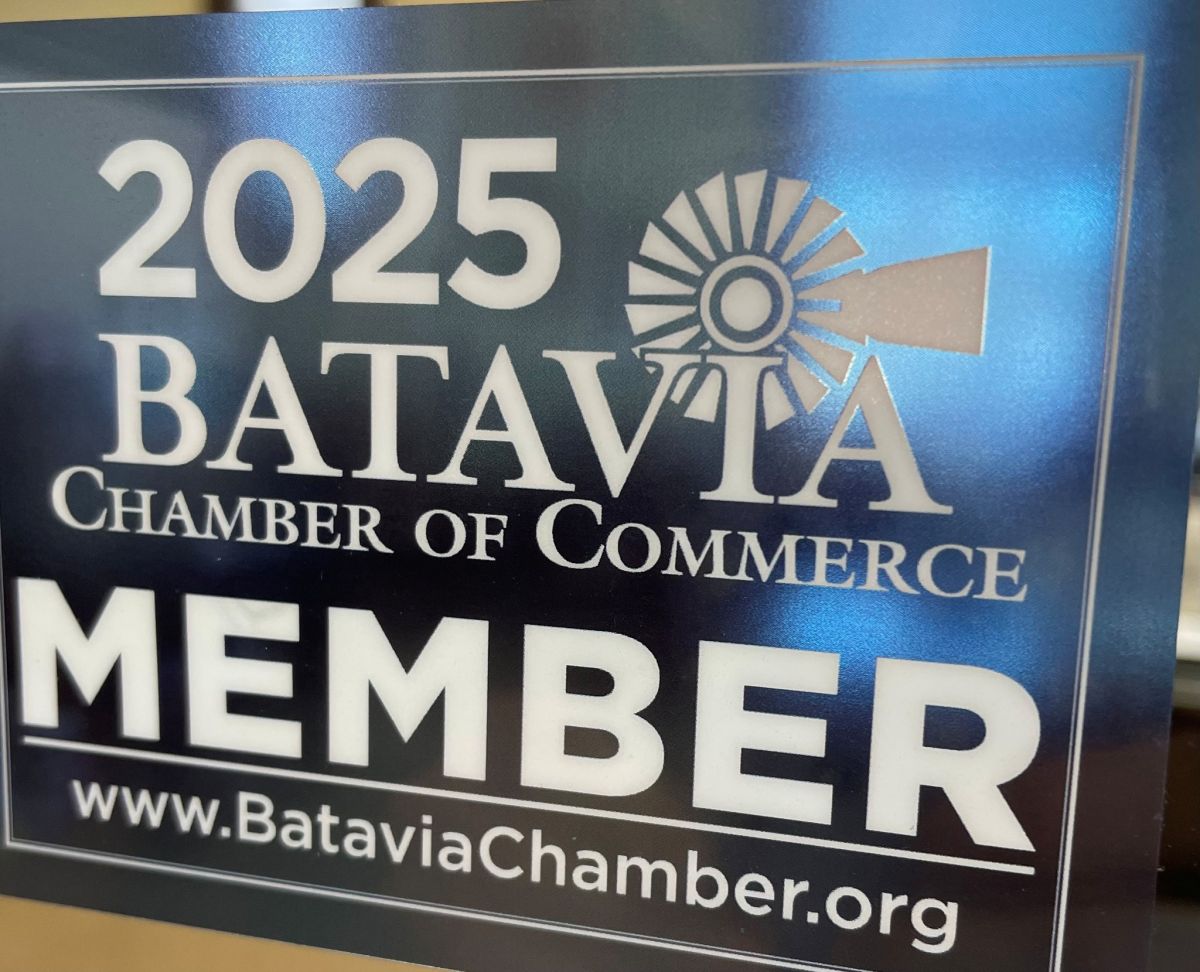 2025
BATAVIA
CHAMBER OF COMMERCE
MEMBER
www.BataviaChamber.org